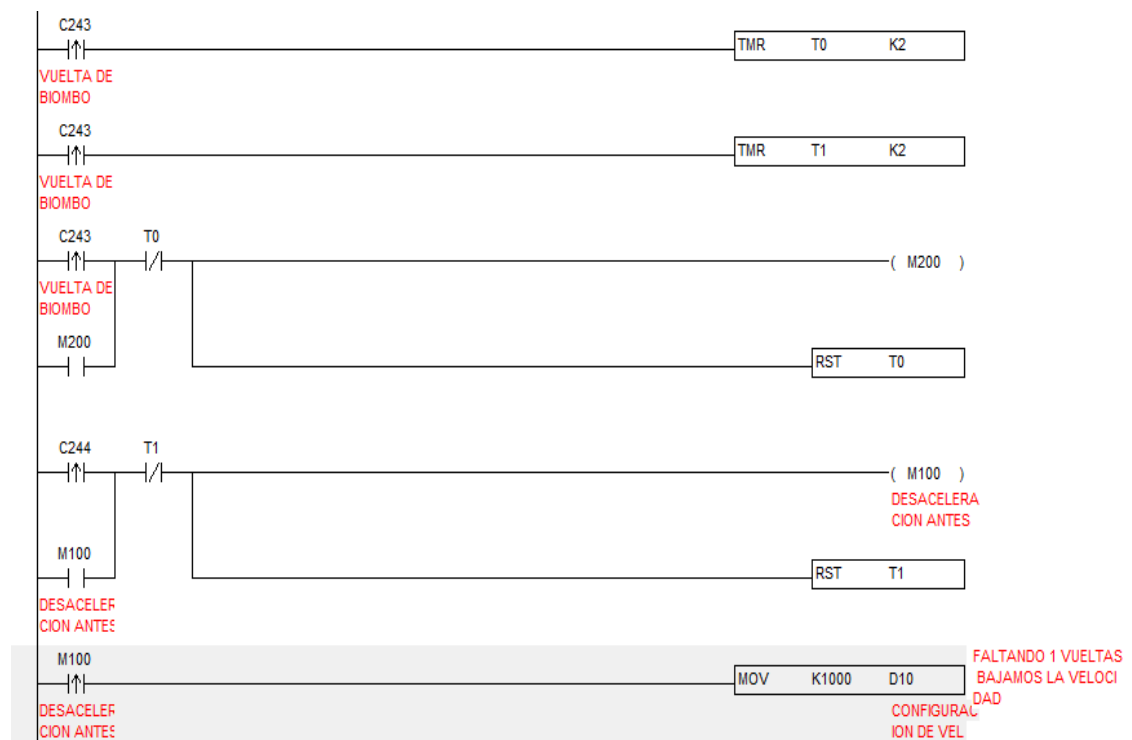 C243
TMR T0 K2
VUELTA DE
BIOMBO
C243
TMR T1 K2
VUELTA DE
BIOMBO
C243 T0
( M200 )
VUELTA DE
BIOMBO
M200
RST T0
C244 T1
( M100 )
DESACELERA
CION ANTES
M100
RST T1
DESACELER
CION ANTES
M100
MOV K1000 D10
FALTANDO 1 VUELTAS
BAJAMOS LA VELOCI
DAD
DESACELER
CION ANTES
CONFIGURAC
ION DE VEL